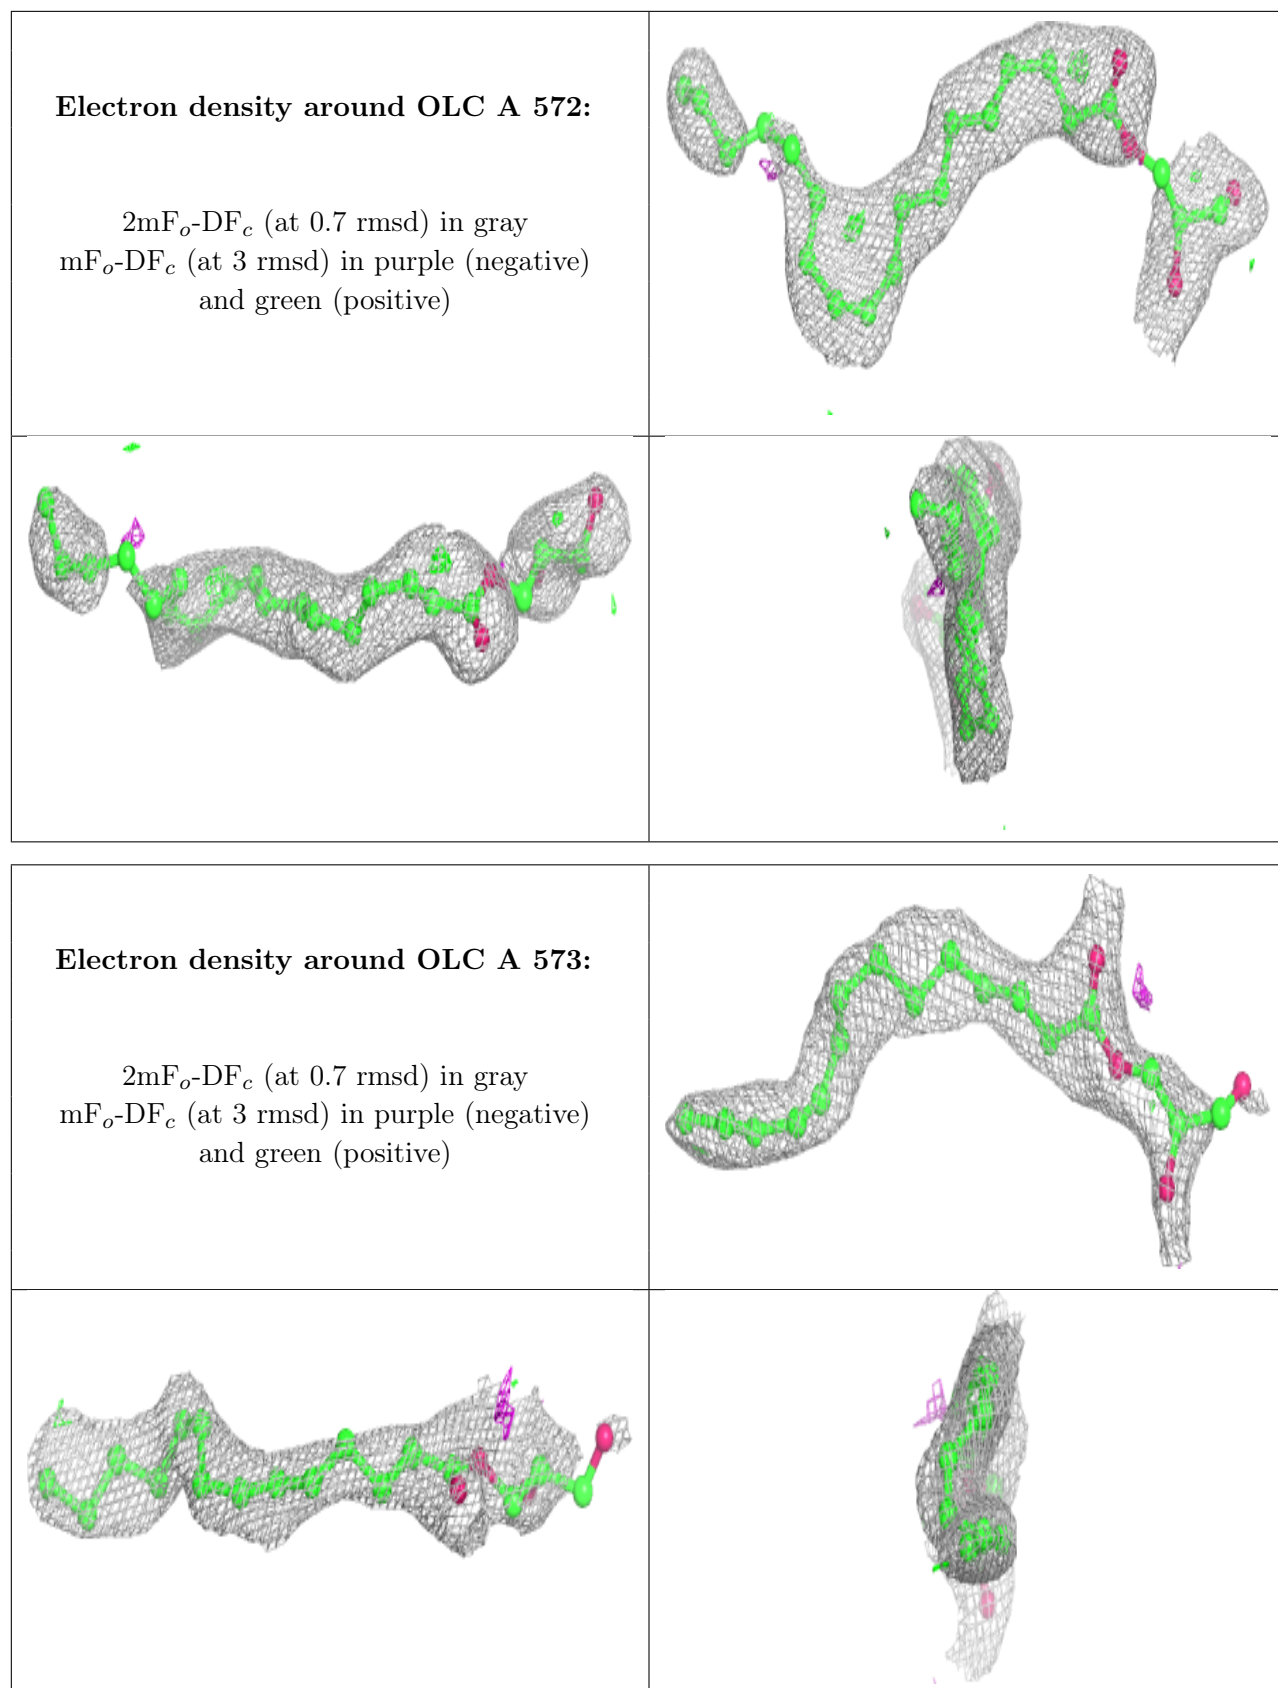 Electron density around OLC A 572:
2mFo-DFc (at 0.7 rmsd) in gray
mFo-DFc (at 3 rmsd) in purple (negative)
and green (positive)
Electron density around OLC A 573:
2mFo-DFc (at 0.7 rmsd) in gray
mFo-DFc (at 3 rmsd) in purple (negative)
and green (positive)